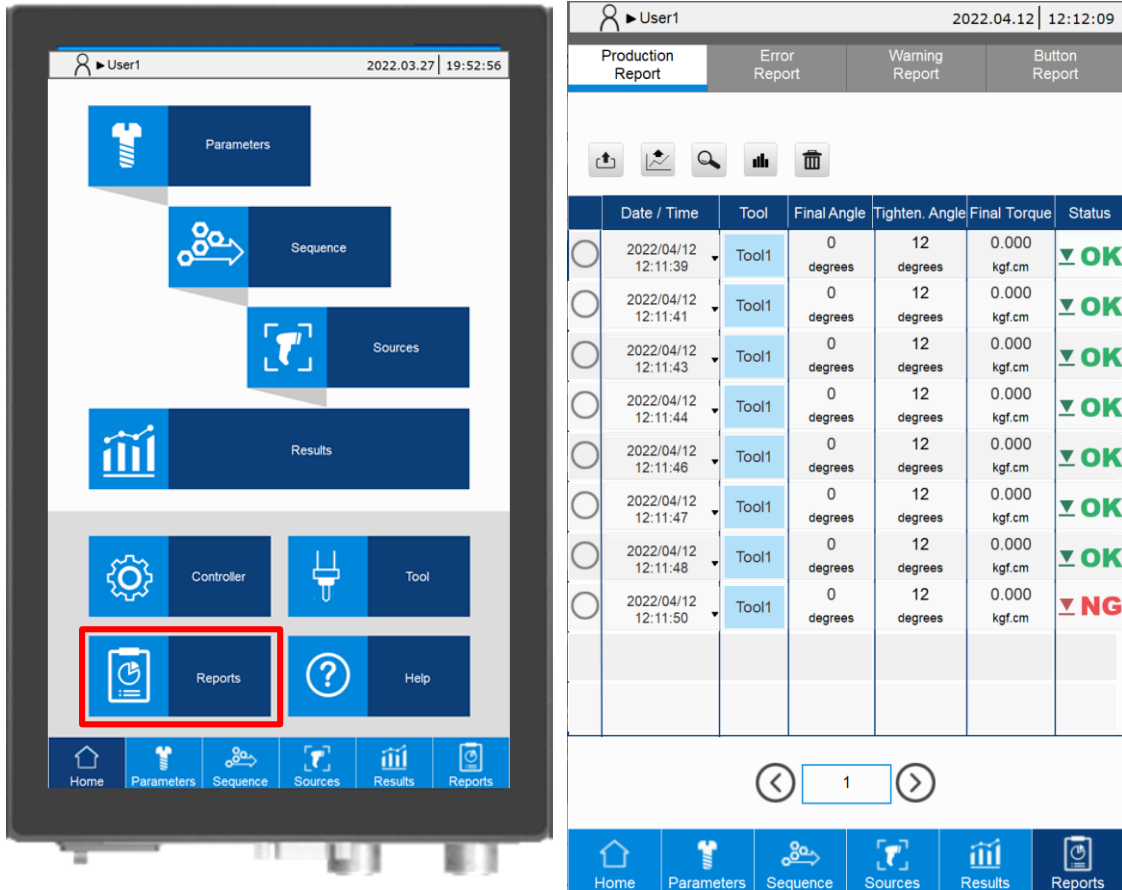 ►User1 2022.03.27 19:52:56
Parameters
Sequence
Sources
Results
Controller Tool
Reports Help
Home Parameters Sequence Sources Results Reports
►User1 2022.04.12 12:12:09
Production Error Warning Button
Report Report Report Report
Date / Time Tool Final Angle Tighten. Angle Final Torque Status
2022/04/12 Tool1 0 12 0.000 OK
12:11:39 degrees degrees kgf.cm
2022/04/12 Tool1 0 12 0.000 OK
12:11:41 degrees degrees kgf.cm
2022/04/12 Tool1 0 12 0.000 OK
12:11:43 degrees degrees kgf.cm
2022/04/12 Tool1 0 12 0.000 OK
12:11:44 degrees degrees kgf.cm
2022/04/12 Tool1 0 12 0.000 OK
12:11:46 degrees degrees kgf.cm
2022/04/12 Tool1 0 12 0.000 OK
12:11:47 degrees degrees kgf.cm
2022/04/12 Tool1 0 12 0.000 OK
12:11:48 degrees degrees kgf.cm
2022/04/12 Tool1 0 12 0.000 NG
12:11:50 degrees degrees kgf.cm
1
Home Parameters Sequence Sources Results Reports